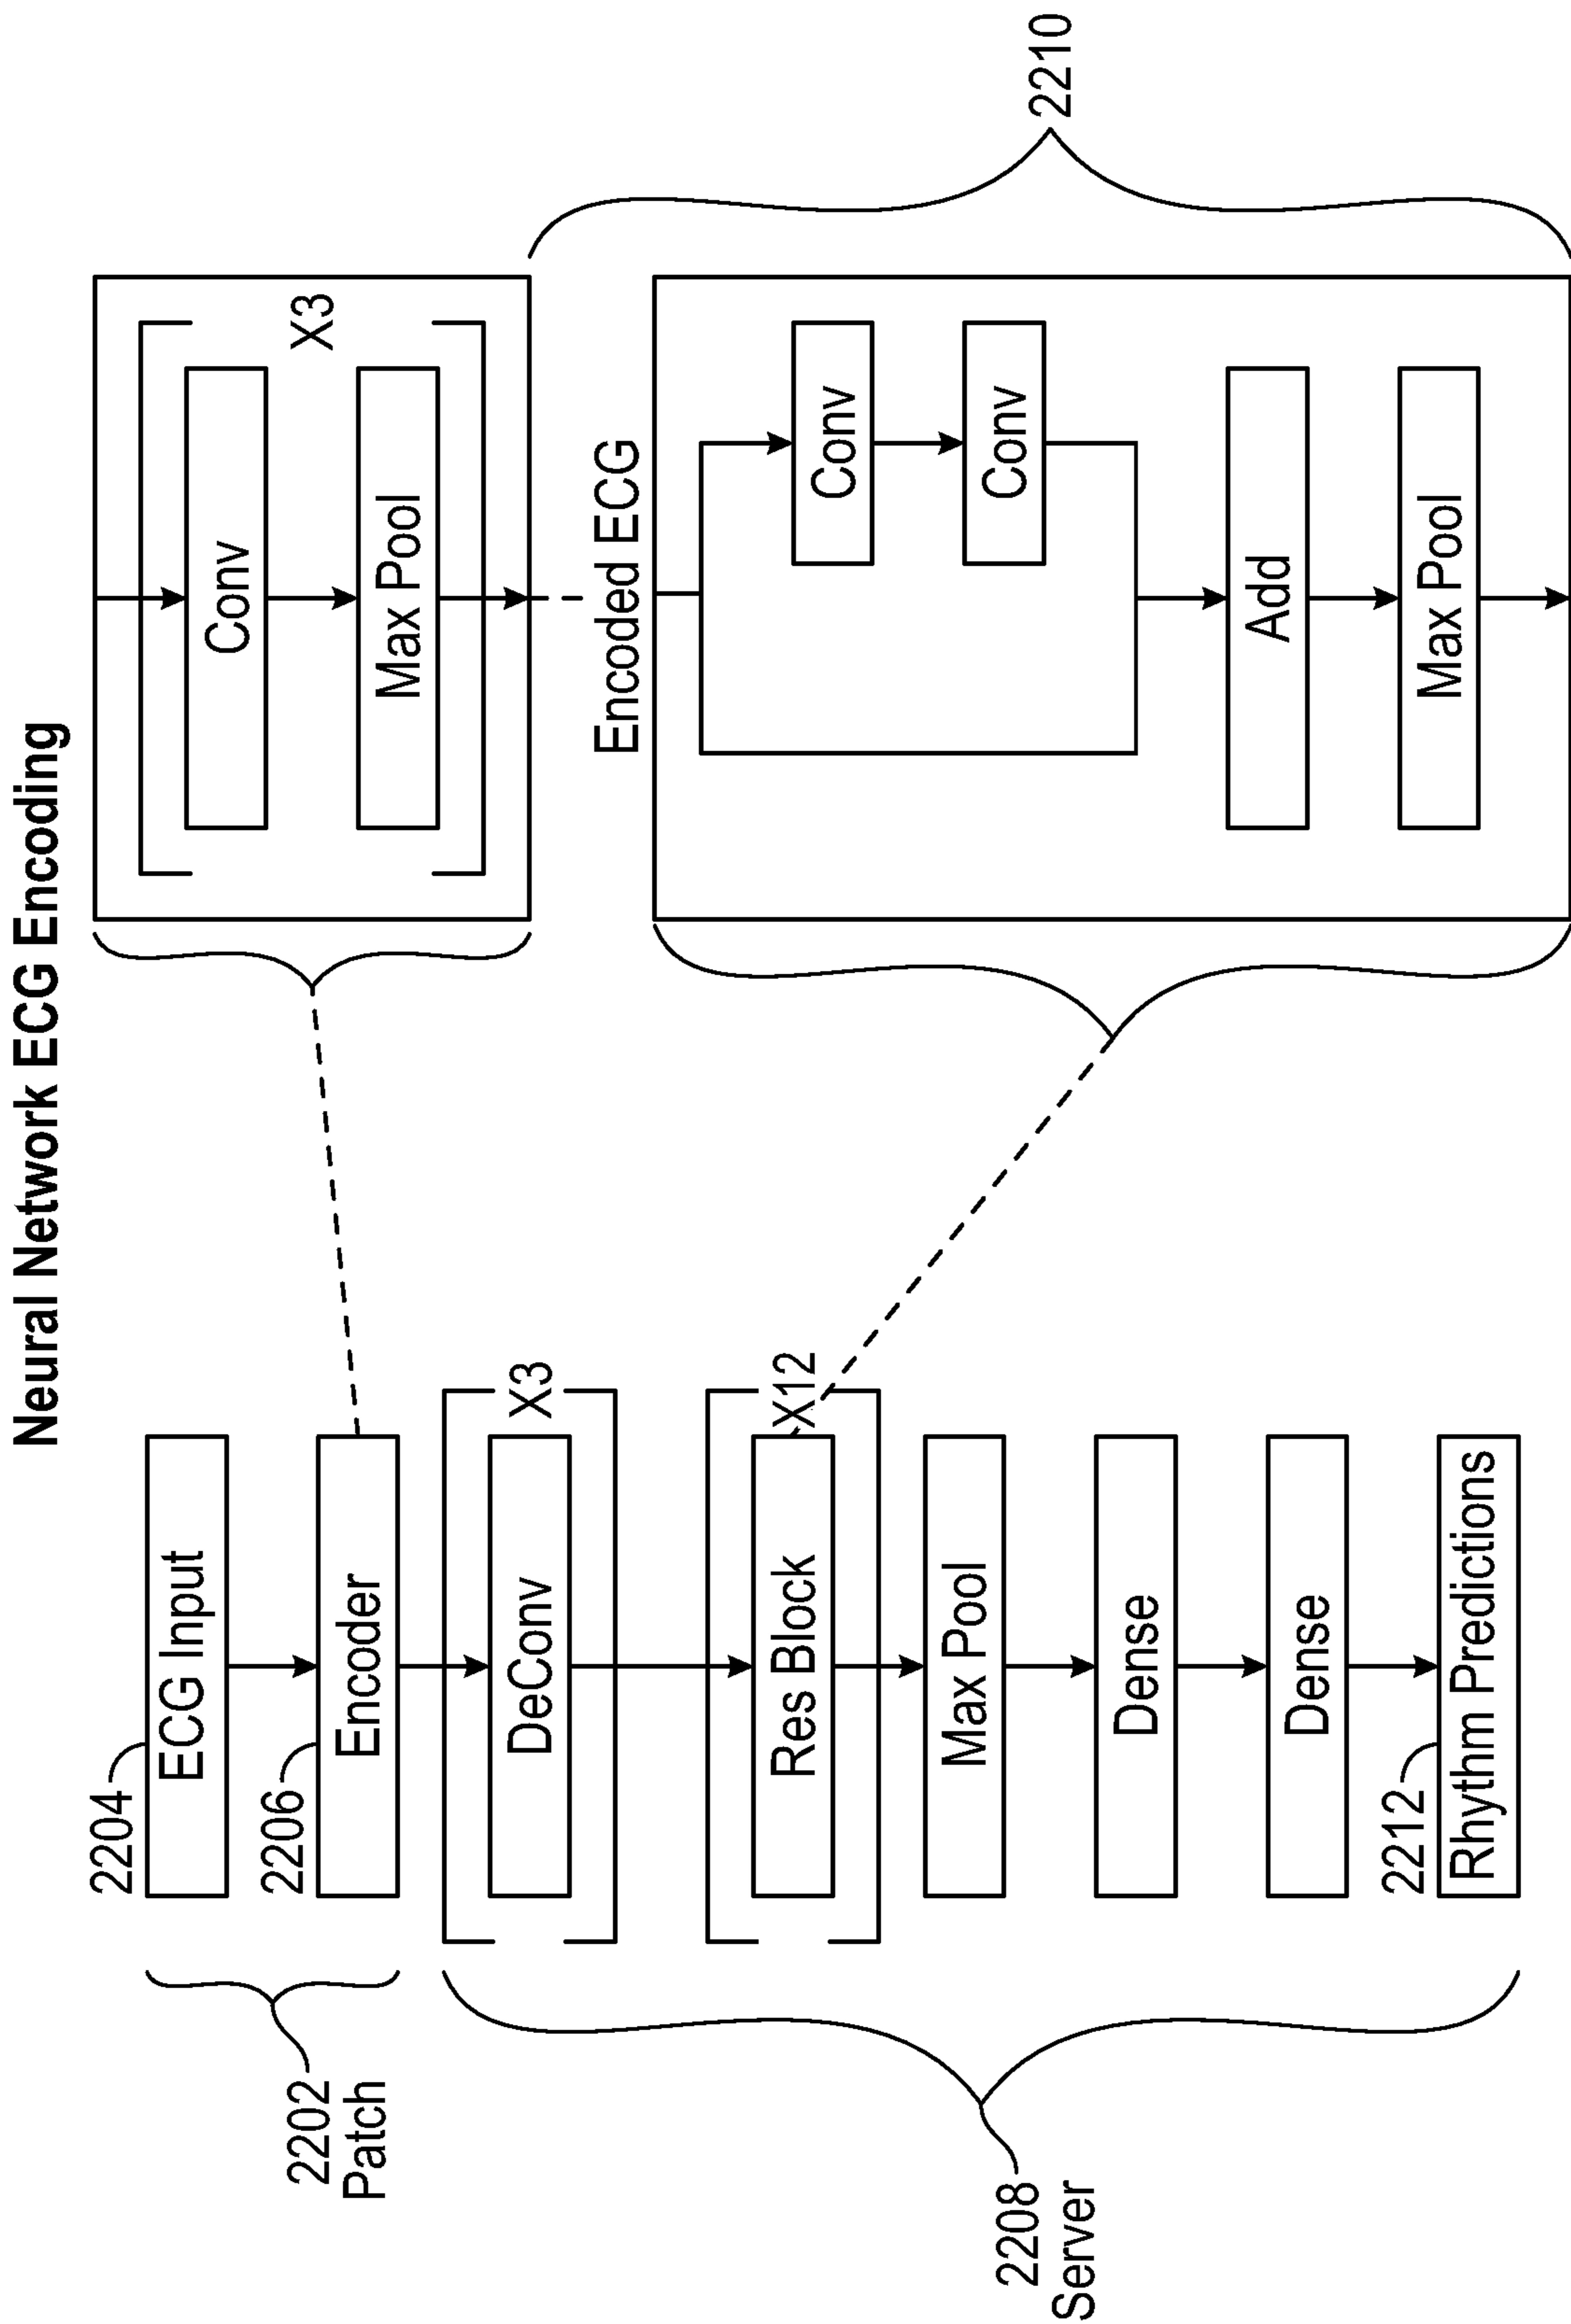 Neural Network ECG Encoding
2202
Patch
2204
ECG Input
2206
Encoder
2208
Server
DeConv
X3
Res Block
X12
Max Pool
Dense
Dense
2212
Rhythm Predictions
Conv
Max Pool
X3
Encoded ECG
Conv
Conv
Add
Max Pool
2210